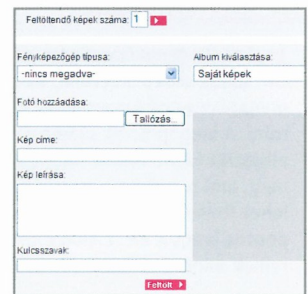 Feltöltendő képek száma: 1
Fényképezőgép típusa:
-nincs megadva-
Album kiválasztása:
Saját képek
Fotó hozzáadása:
Tallózás...
Kép címe:
Kép leírása:
Kulcsszavak:
Feltölt